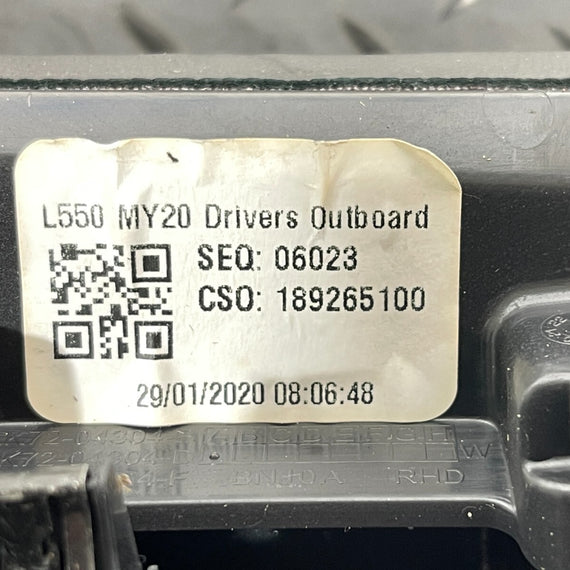 L550 MY20 Drivers Outboard
SEQ: 06023
CSO: 189265100
29/01/2020 08:06:48
W
RHD